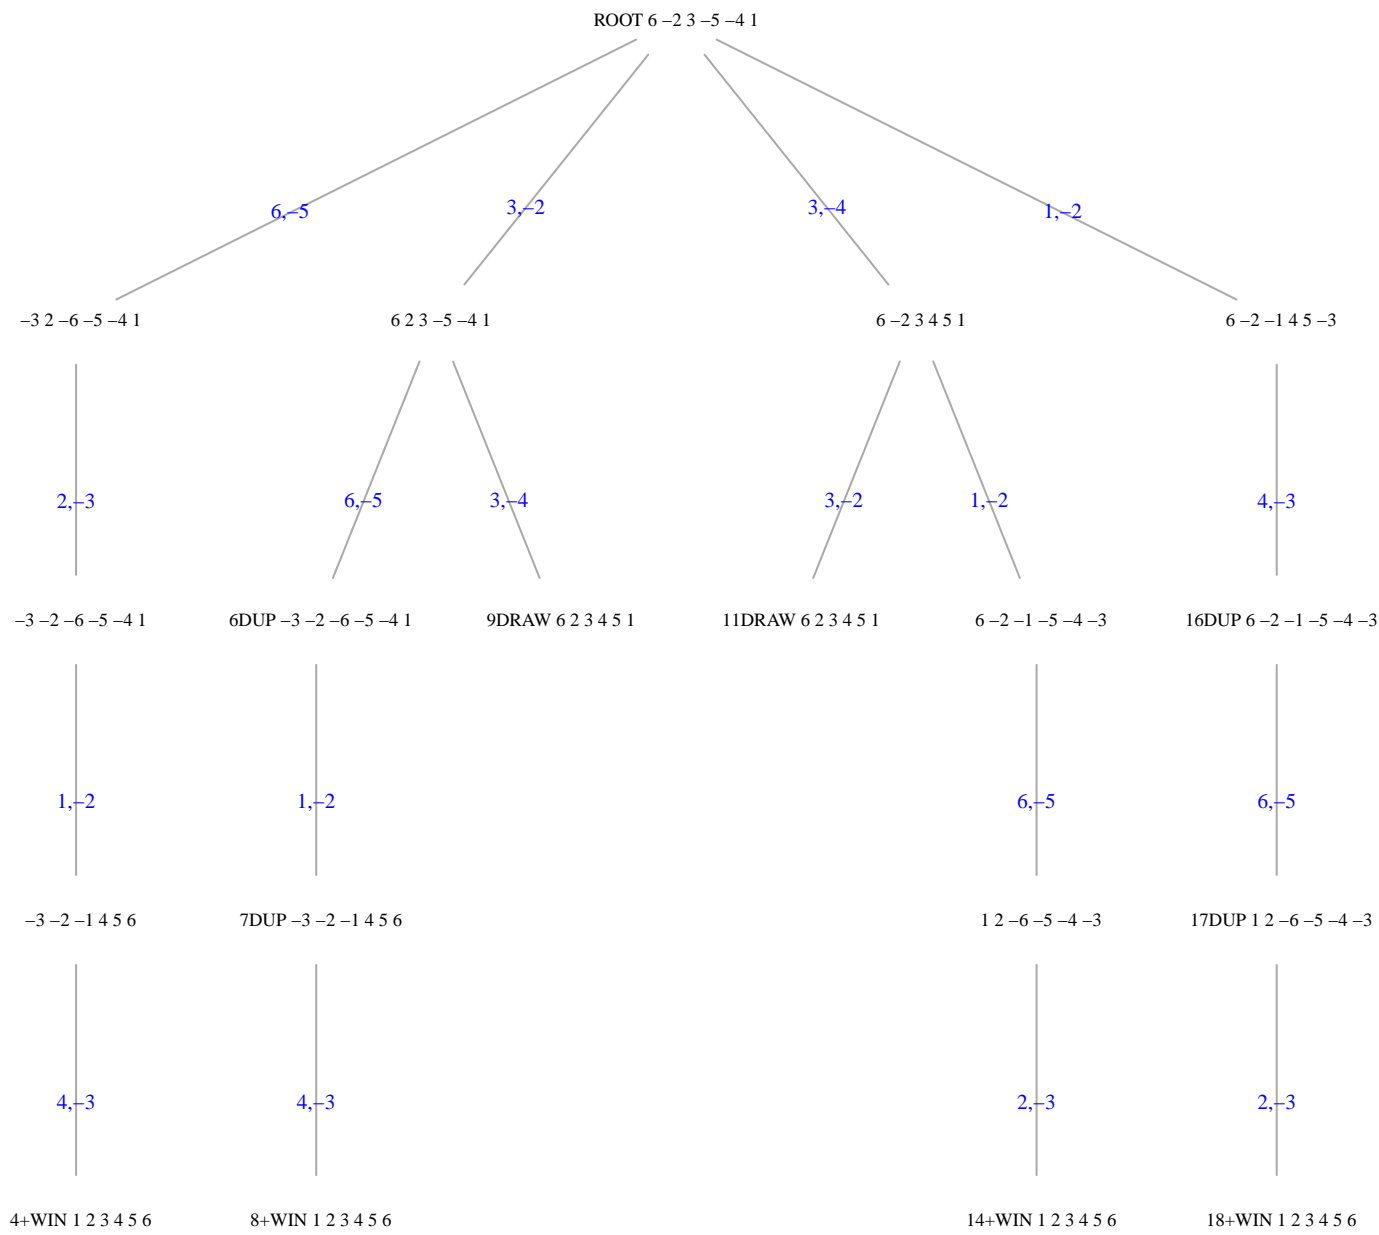 ROOT 6 –2 3 –5 –4 1
6,–5 3,–2 3,–4 1,–2
–3 2 –6 –5 –4 1 6 2 3 –5 –4 1 6 –2 3 4 5 1 6 –2 –1 4 5 –3
2,–3 6,–5 3,–4 3,–2 1,–2 4,–3
–3 –2 –6 –5 –4 1 6DUP –3 –2 –6 –5 –4 1 9DRAW 6 2 3 4 5 1 11DRAW 6 2 3 4 5 1 6 –2 –1 –5 –4 –3 16DUP 6 –2 –1 –5 –4 –3
1,–2 1,–2 6,–5 6,–5
–3 –2 –1 4 5 6 7DUP –3 –2 –1 4 5 6 1 2 –6 –5 –4 –3 17DUP 1 2 –6 –5 –4 –3
4,–3 4,–3 2,–3 2,–3
4+WIN 1 2 3 4 5 6 8+WIN 1 2 3 4 5 6 14+WIN 1 2 3 4 5 6 18+WIN 1 2 3 4 5 6